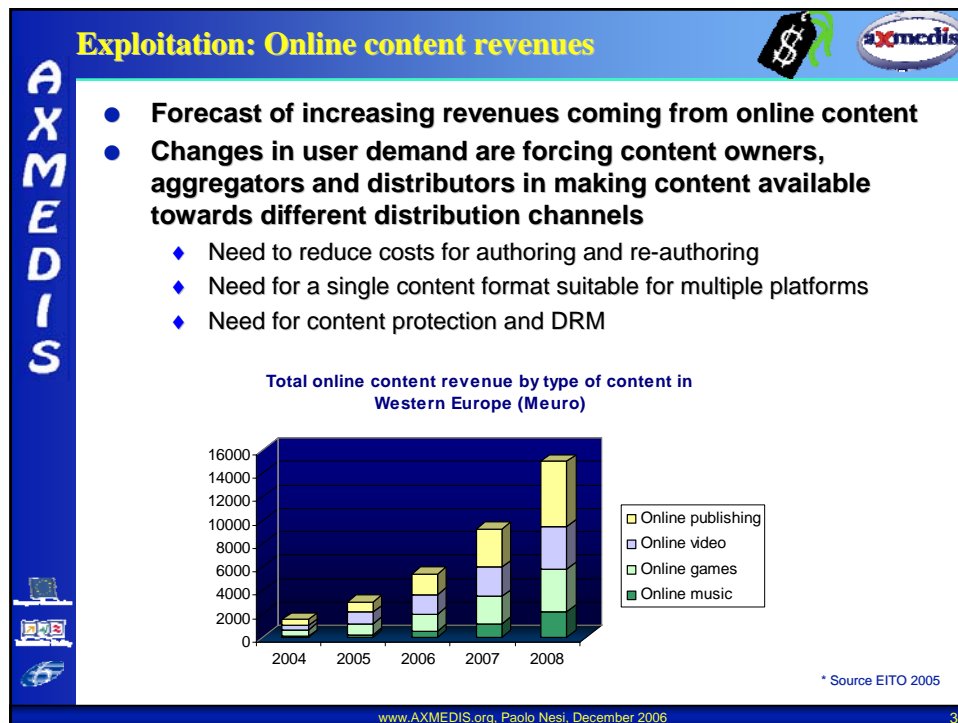 Exploitation: Online content revenues
axmedis
AXMEDIS
● Forecast of increasing revenues coming from online content
● Changes in user demand are forcing content owners,
aggregators and distributors in making content available
towards different distribution channels
♦ Need to reduce costs for authoring and re-authoring
♦ Need for a single content format suitable for multiple platforms
♦ Need for content protection and DRM
Total online content revenue by type of content in
Western Europe (Meuro)
16000
14000
12000
10000
8000
6000
4000
2000
0
2004 2005 2006 2007 2008
Online publishing
Online video
Online games
Online music
* Source EITO 2005
www.AXMEDIS.org, Paolo Nesi, December 2006
3